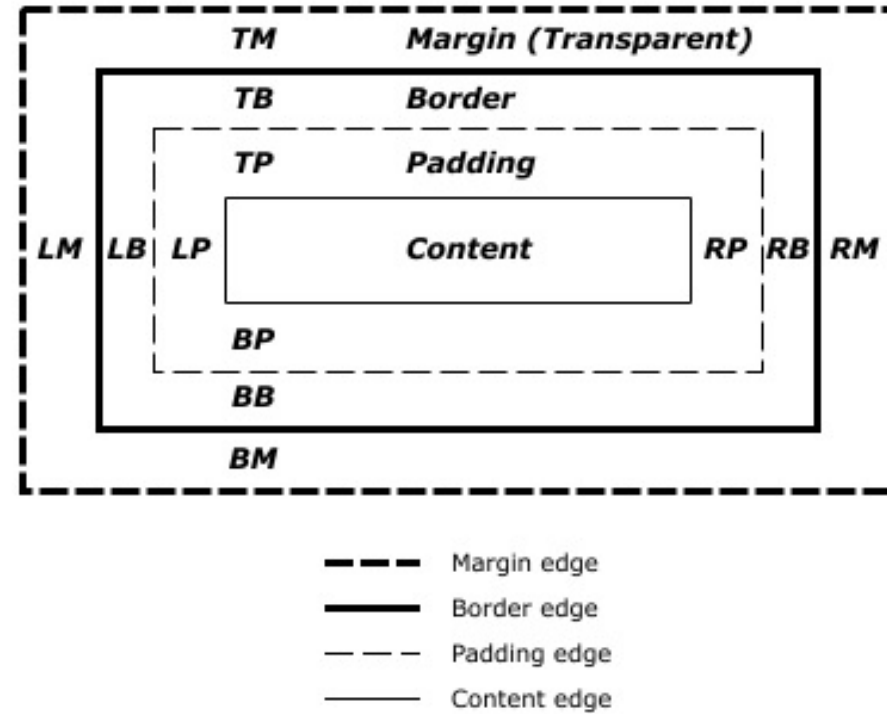 TM Margin (Transparent)
TB Border
TP Padding
LM LB LP Content RP RB RM
BP
BB
BM
Margin edge
Border edge
Padding edge
Content edge